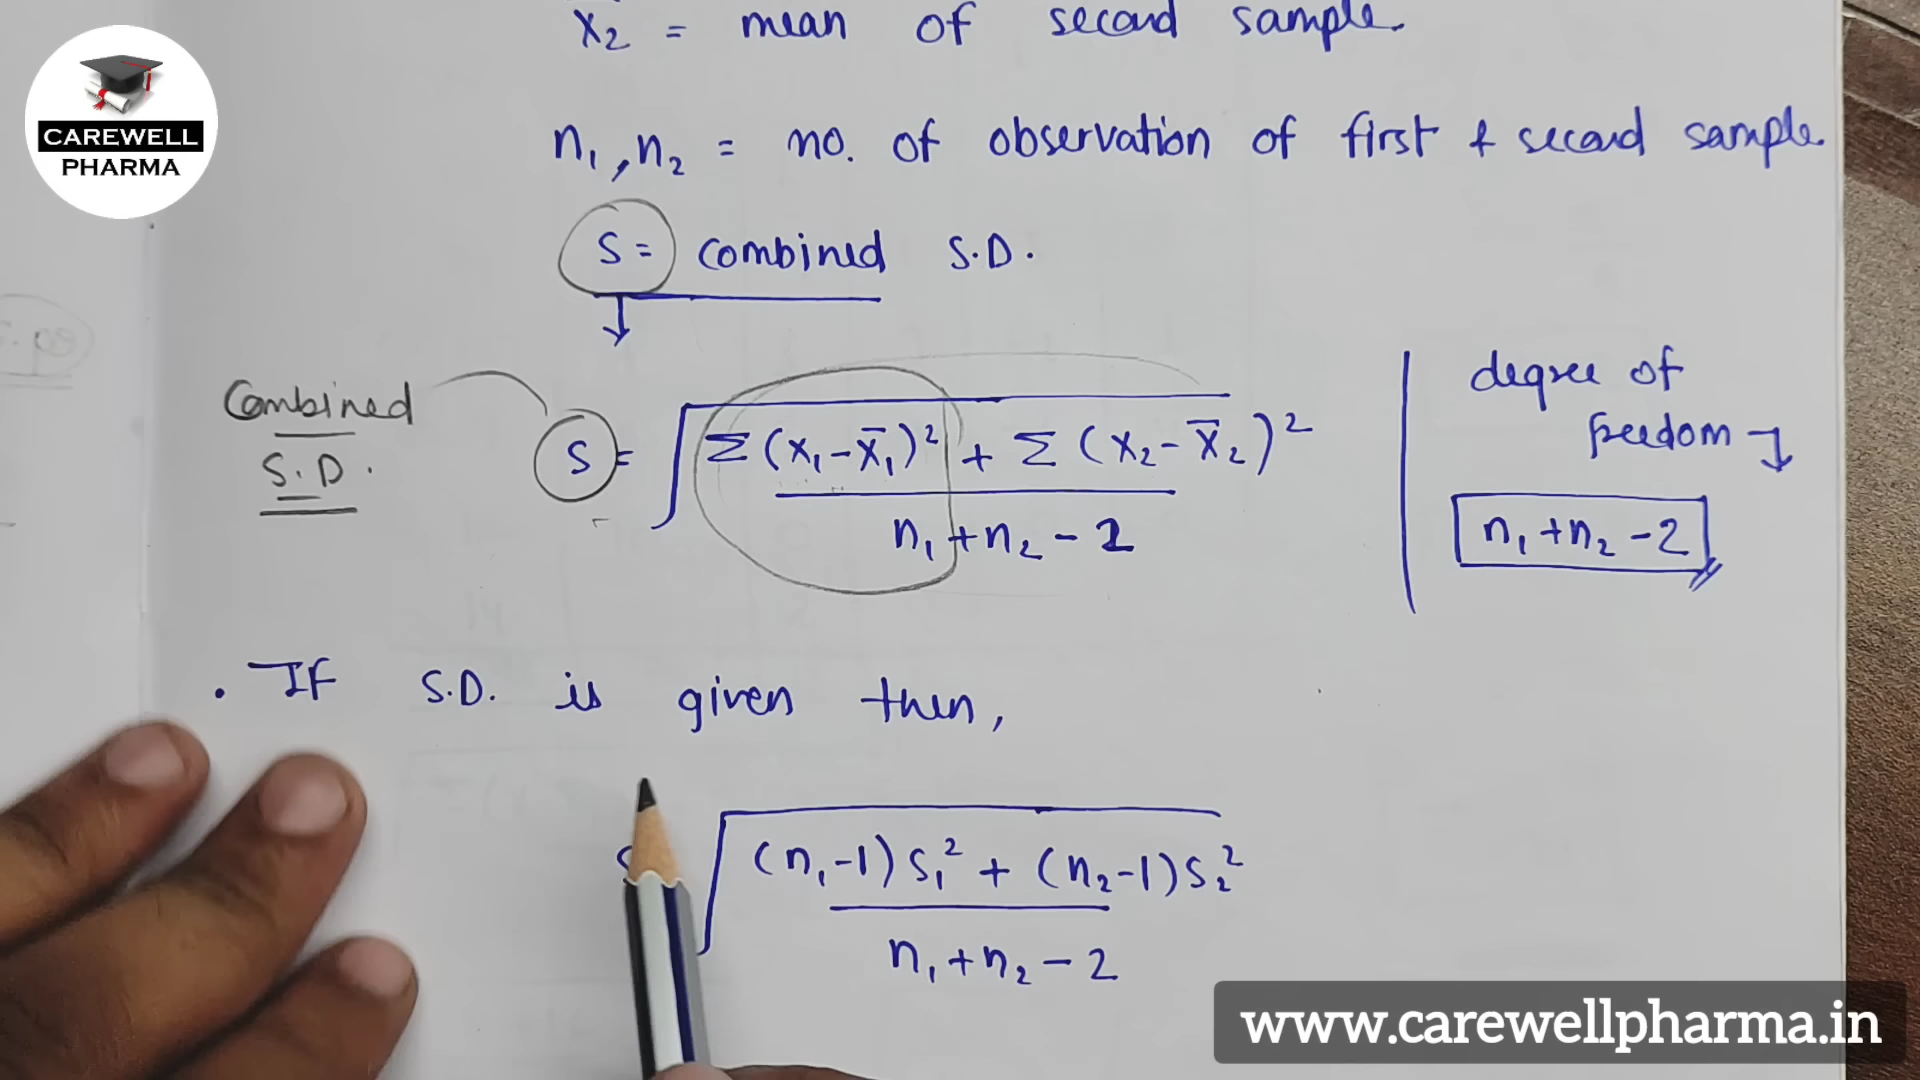 CAREWELL
PHARMA
x̄2 = mean of second sample.
n₁, n₂ = no. of observation of first & second sample
S = combined S.D.
Combined
S.D.
S = √ Σ(x₁-x̄₁)² + Σ(x₂-x̄₂)²
n₁+n₂-2
degree of
freedom
n₁+n₂-2
. If S.D. is given then,
√ (n₁-1)S₁² + (n₂-1)S₂²
n₁+n₂-2
www.carewellpharma.in